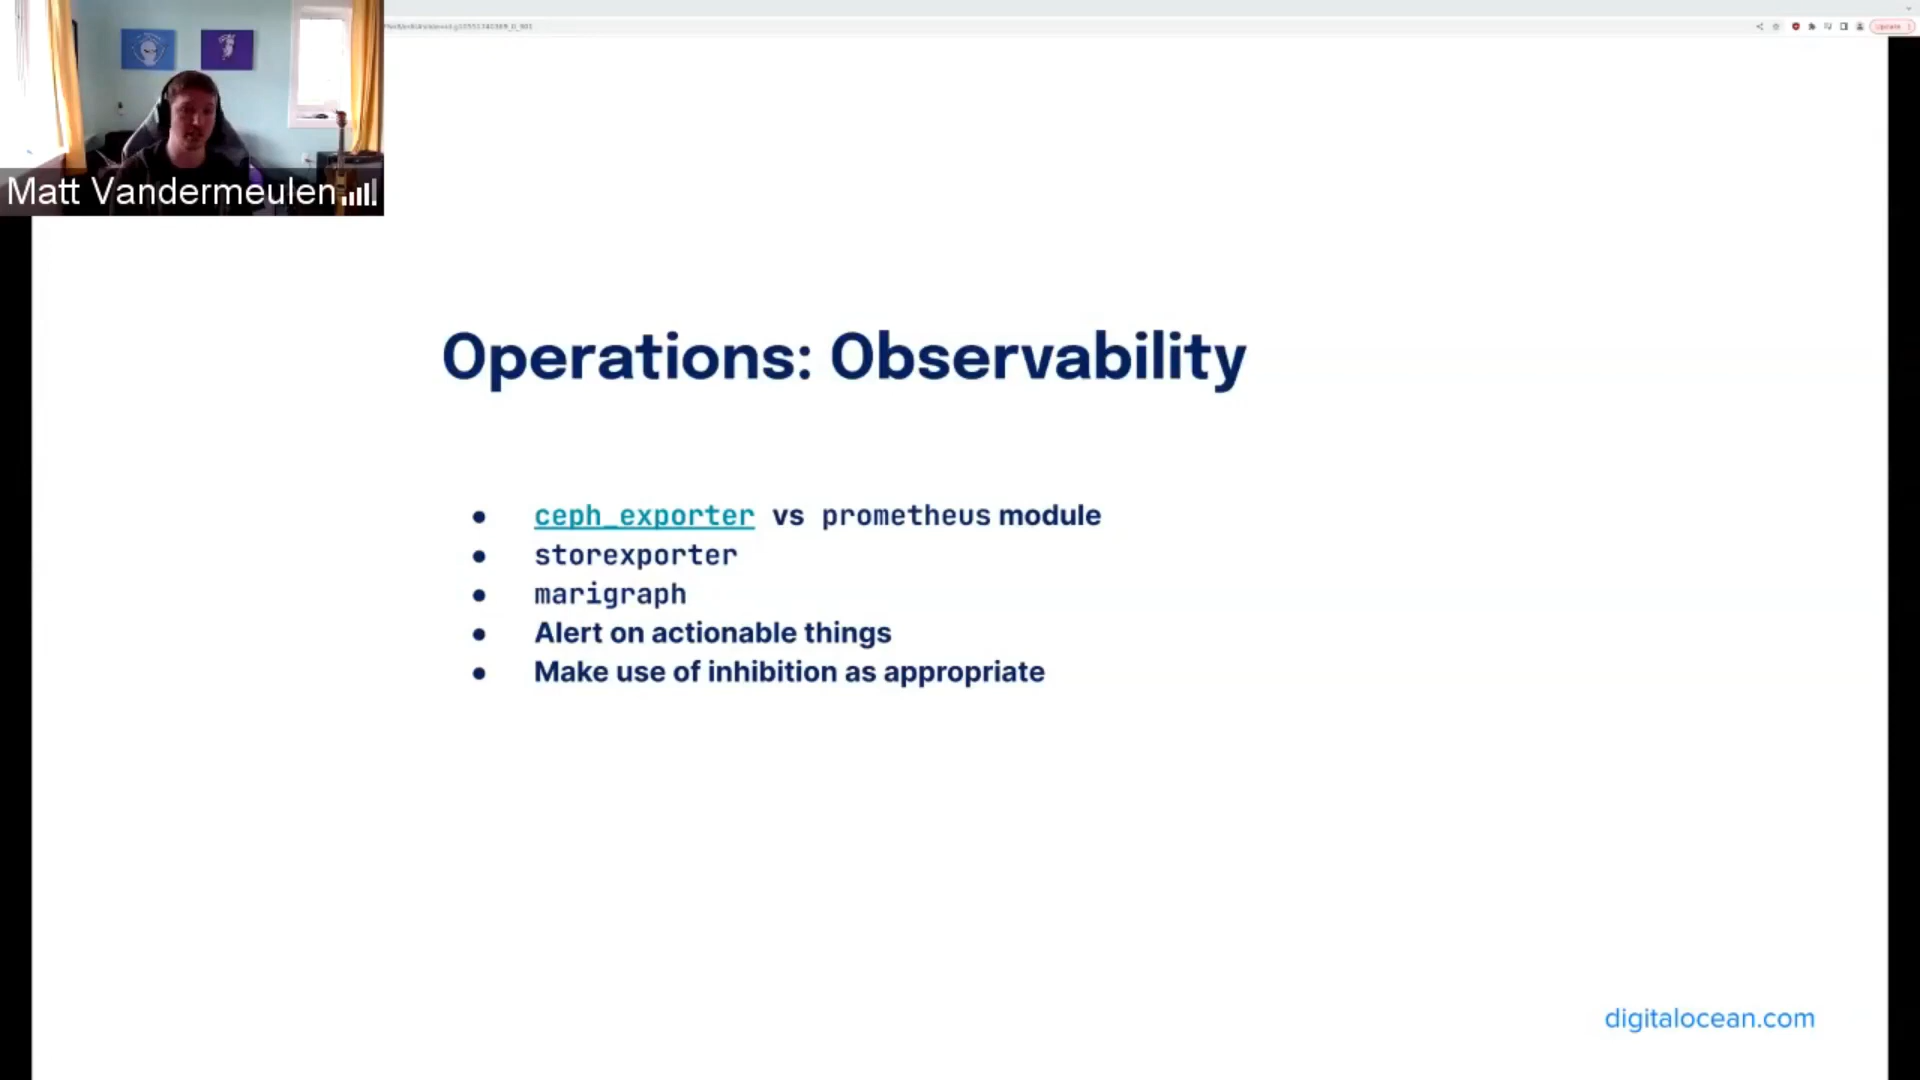 Matt Vandermeulen
Update
Operations: Observability
● ceph_exporter vs prometheus module
● storexporter
● marigraph
● Alert on actionable things
● Make use of inhibition as appropriate
digitalocean.com